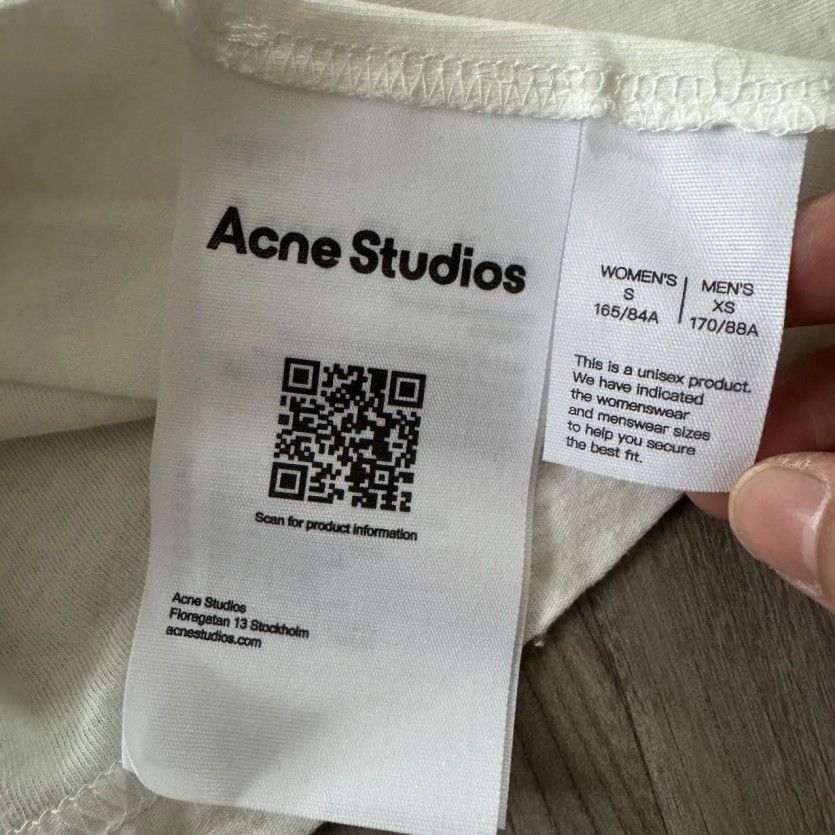 Acne Studios
Scan for product information
Acne Studios
Floragatan 13 Stockholm
acnestudios.com
WOMEN'S | MEN'S
S XS
165/84A 170/88A
This is a unisex product.
We have indicated
the womenswear
and menswear sizes
to help you secure
the best fit.